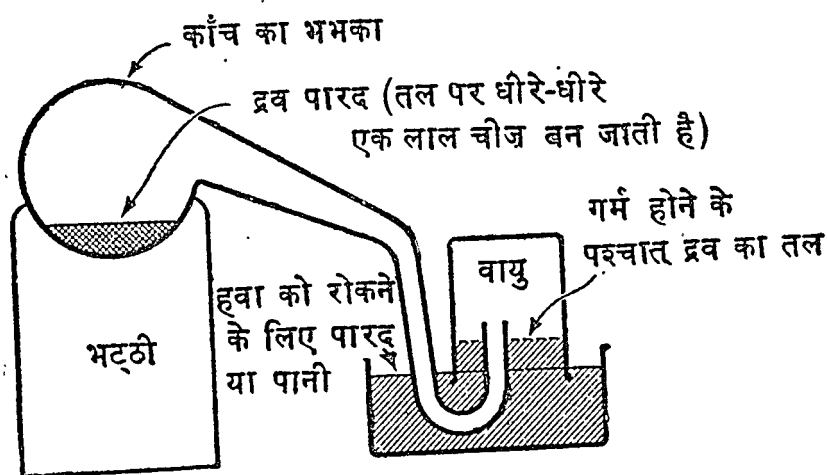 काँच का भभका
द्रव पारद (तल पर धीरे-धीरे
एक लाल चीज बन जाती है)
गर्म होने के
पश्चात् द्रव का तल
वायु
हवा को रोकने
के लिए पारद
या पानी
भट्ठी